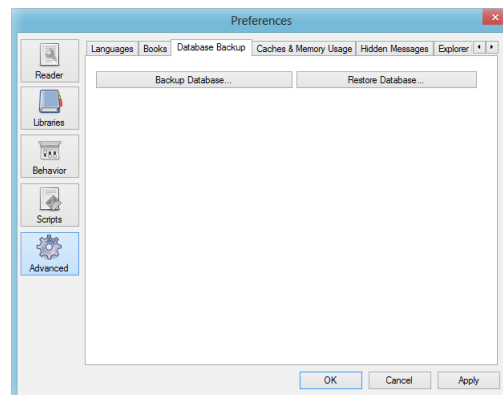 Preferences
Languages Books Database Backup Caches & Memory Usage Hidden Messages Explorer
Reader
Backup Database... Restore Database...
Libraries
Behavior
Scripts
Advanced
OK Cancel Apply